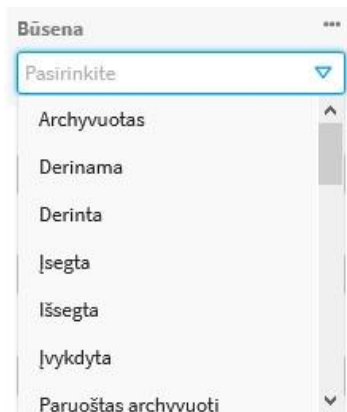 Būsena
Pasirinkite
Archyvuotas
Derinama
Derinta
Įsegta
Išsegta
Įvykdyta
Paruoštas archyvuoti